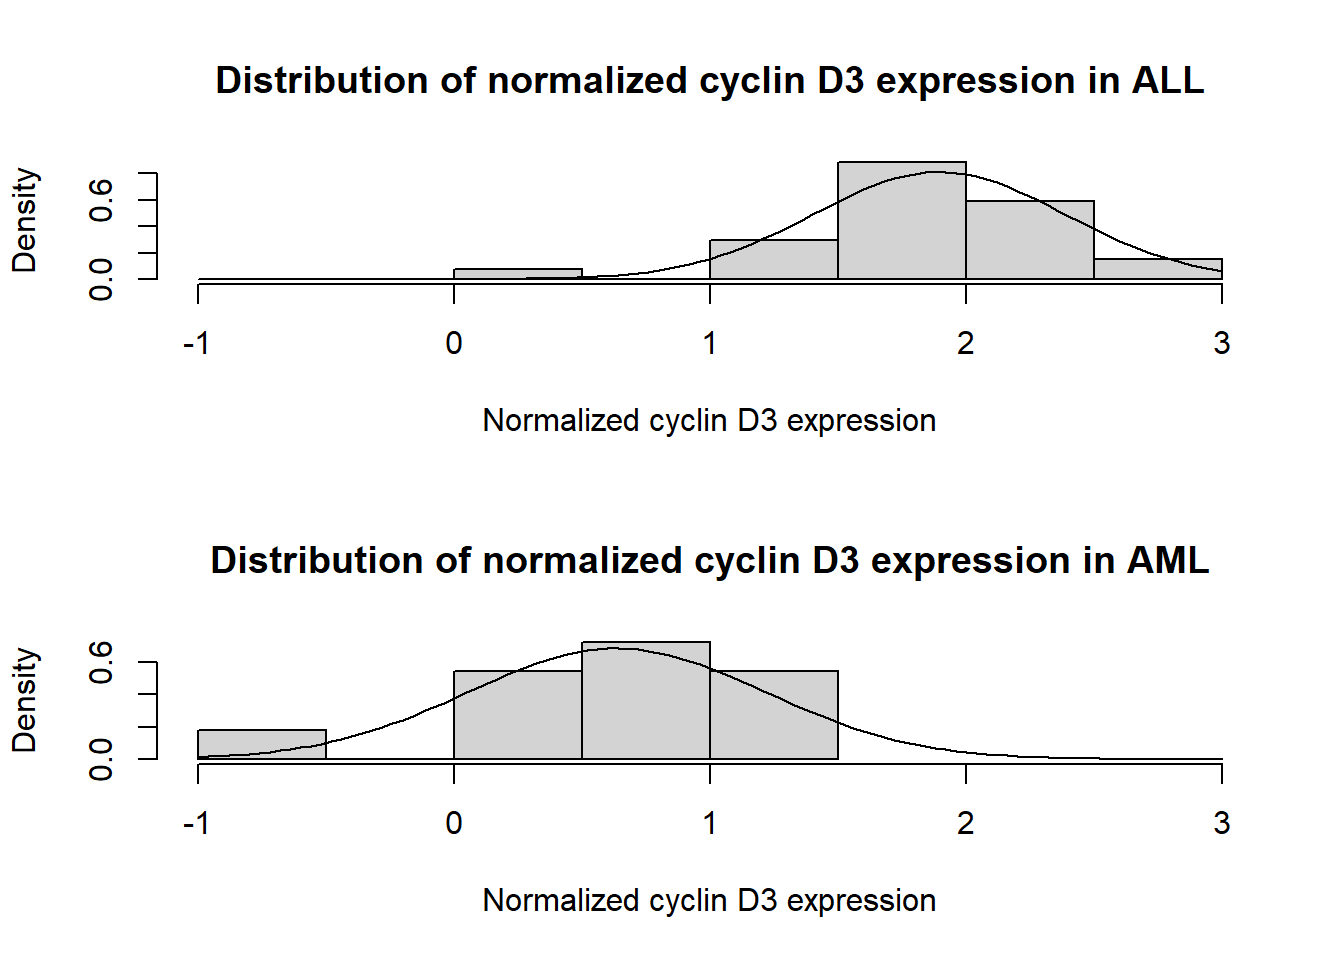 Distribution of normalized cyclin D3 expression in ALL
Density
0.0 0.6
-1 0 1 2 3
Normalized cyclin D3 expression
Distribution of normalized cyclin D3 expression in AML
Density
0.0 0.6
-1 0 1 2 3
Normalized cyclin D3 expression